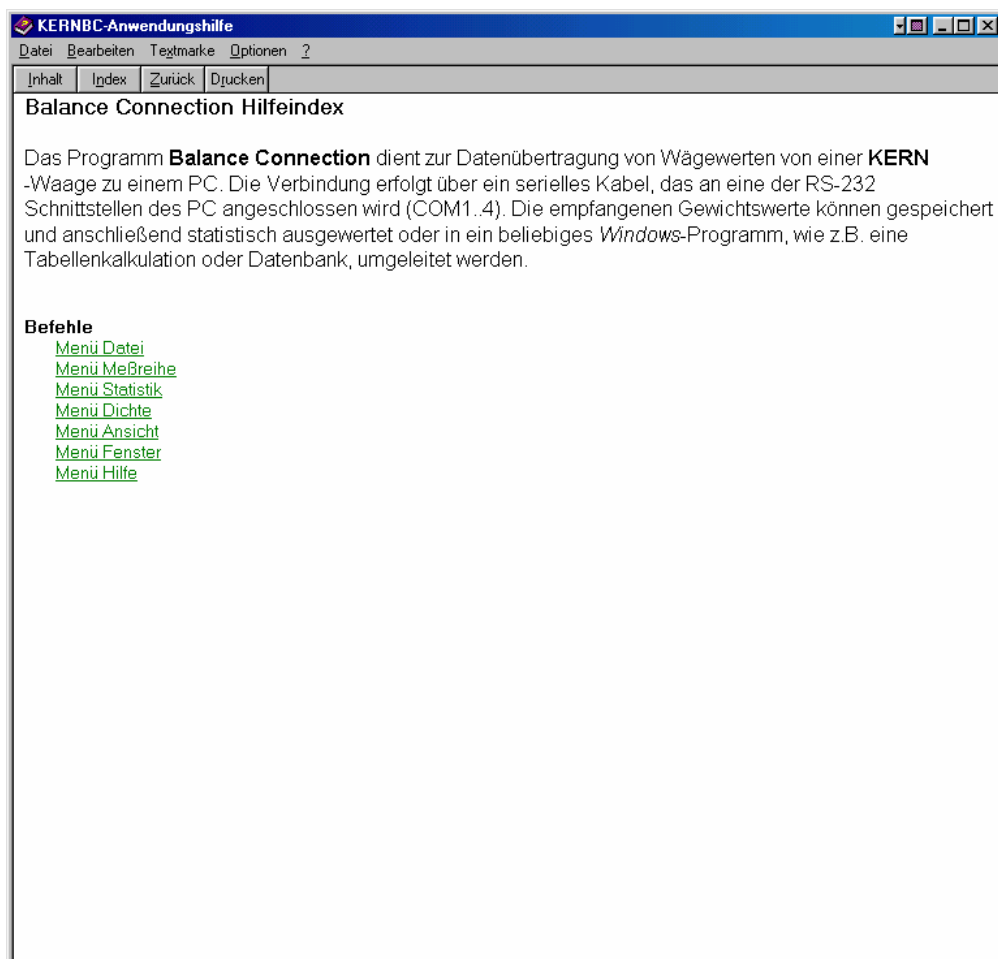 KERNBC-Anwendungshilfe
Datei Bearbeiten Textmarke Optionen ?
Inhalt Index Zurück Drucken
Balance Connection Hilfeindex
Das Programm Balance Connection dient zur Datenübertragung von Wägewerten von einer KERN
-Waage zu einem PC. Die Verbindung erfolgt über ein serielles Kabel, das an eine der RS-232
Schnittstellen des PC angeschlossen wird (COM1..4). Die empfangenen Gewichtswerte können gespeichert
und anschließend statistisch ausgewertet oder in ein beliebiges Windows-Programm, wie z.B. eine
Tabellenkalkulation oder Datenbank, umgeleitet werden.
Befehle
Menü Datei
Menü Meßreihe
Menü Statistik
Menü Dichte
Menü Ansicht
Menü Fenster
Menü Hilfe